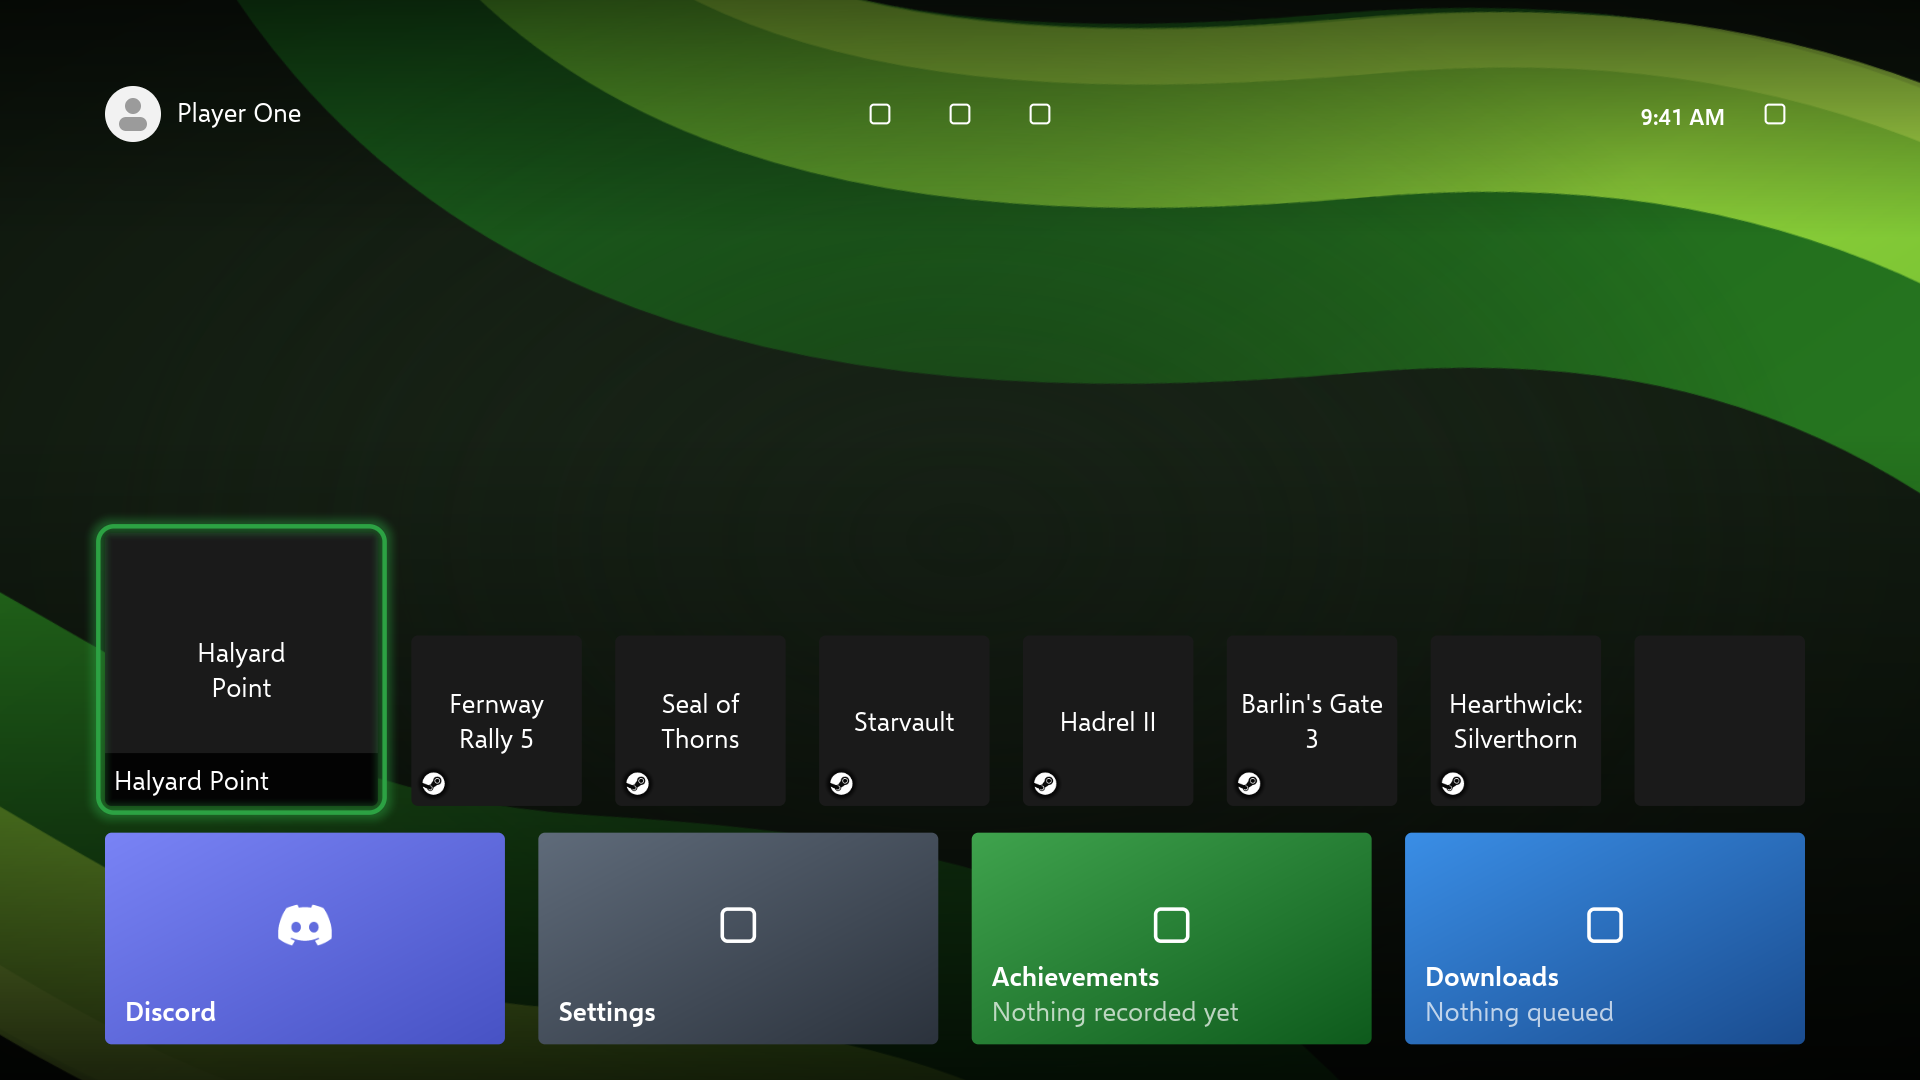 Player One
9:41 AM
Halyard
Point
Halyard Point
Fernway
Rally 5
Seal of
Thorns
Starvault
Hadrel II
Barlin's Gate
3
Hearthwick:
Silverthorn
Discord
Settings
Achievements
Nothing recorded yet
Downloads
Nothing queued